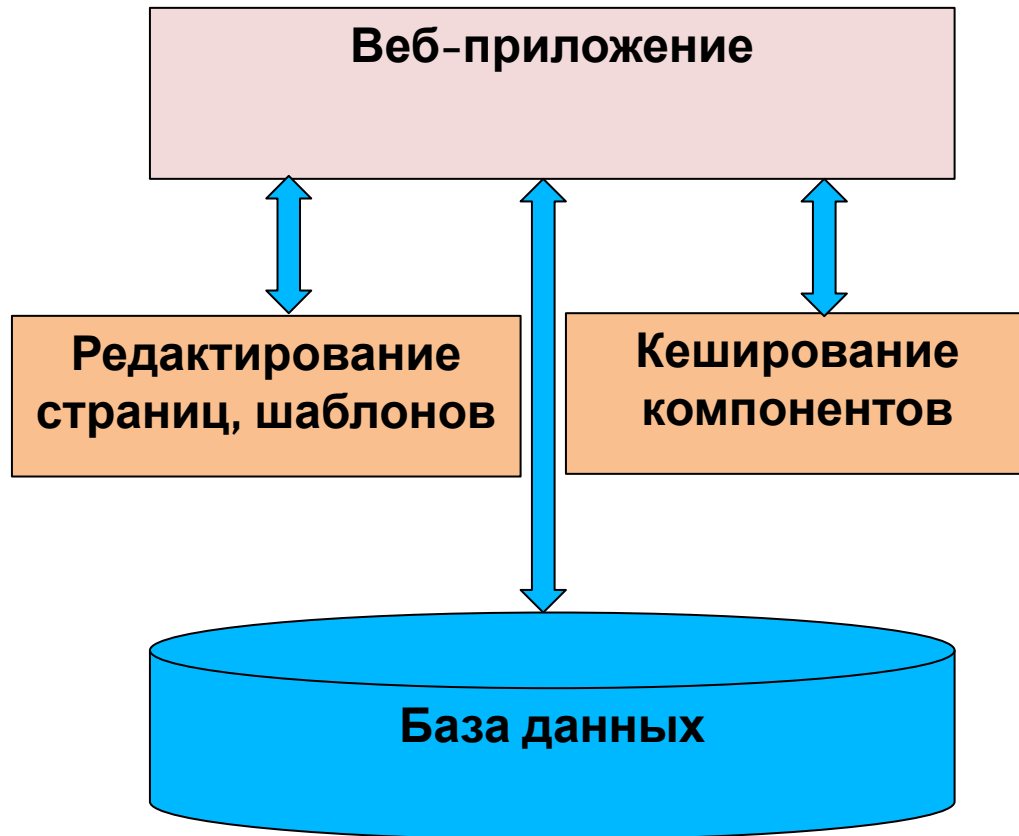 Веб-приложение
Редактирование
страниц, шаблонов
Кеширование
компонентов
База данных